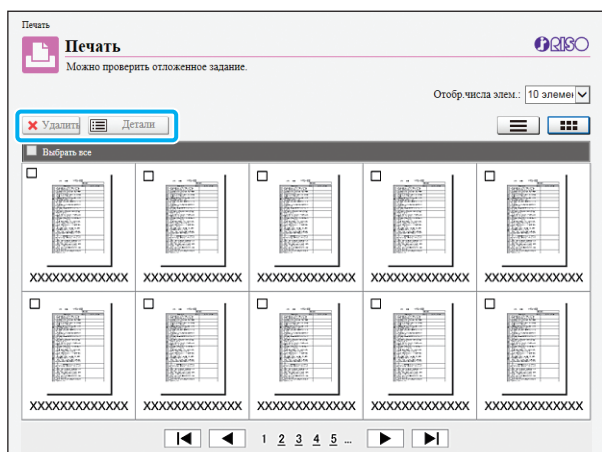 Печать
Печать
RISO
Можно проверить отложенное задание.
Отобр.числа элем.: 10 элемен
Удалить Детали
Выбрать все
XXXXXXXXXXXXX XXXXXXXXXXXXX XXXXXXXXXXXXX XXXXXXXXXXXXX XXXXXXXXXXXXX
XXXXXXXXXXXXX XXXXXXXXXXXXX XXXXXXXXXXXXX XXXXXXXXXXXXX XXXXXXXXXXXXX
1 2 3 4 5 ...